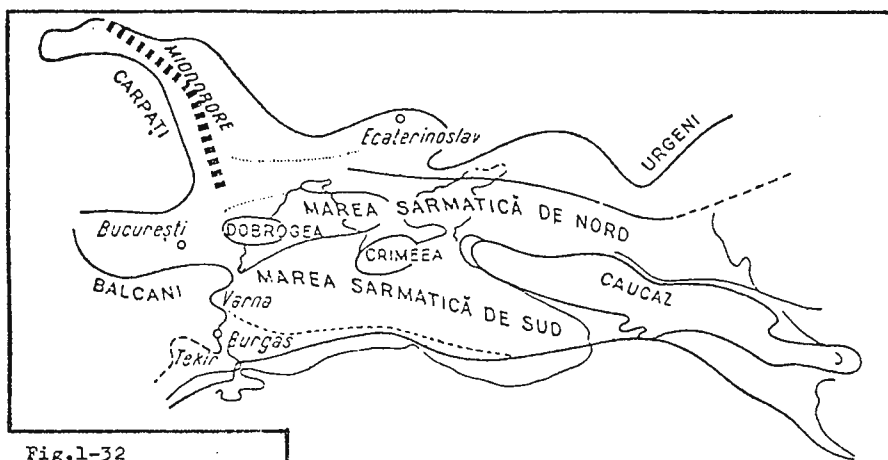 MIODOBORE
CARPAȚI
Ecaterinoslav
URGENI
MAREA SARMATICĂ DE NORD
București
DOBROGEA
CRIMEEA
CAUCAZ
BALCANI
MAREA SARMATICĂ DE SUD
Varna
Burgas
Tekir
Fig.1-32